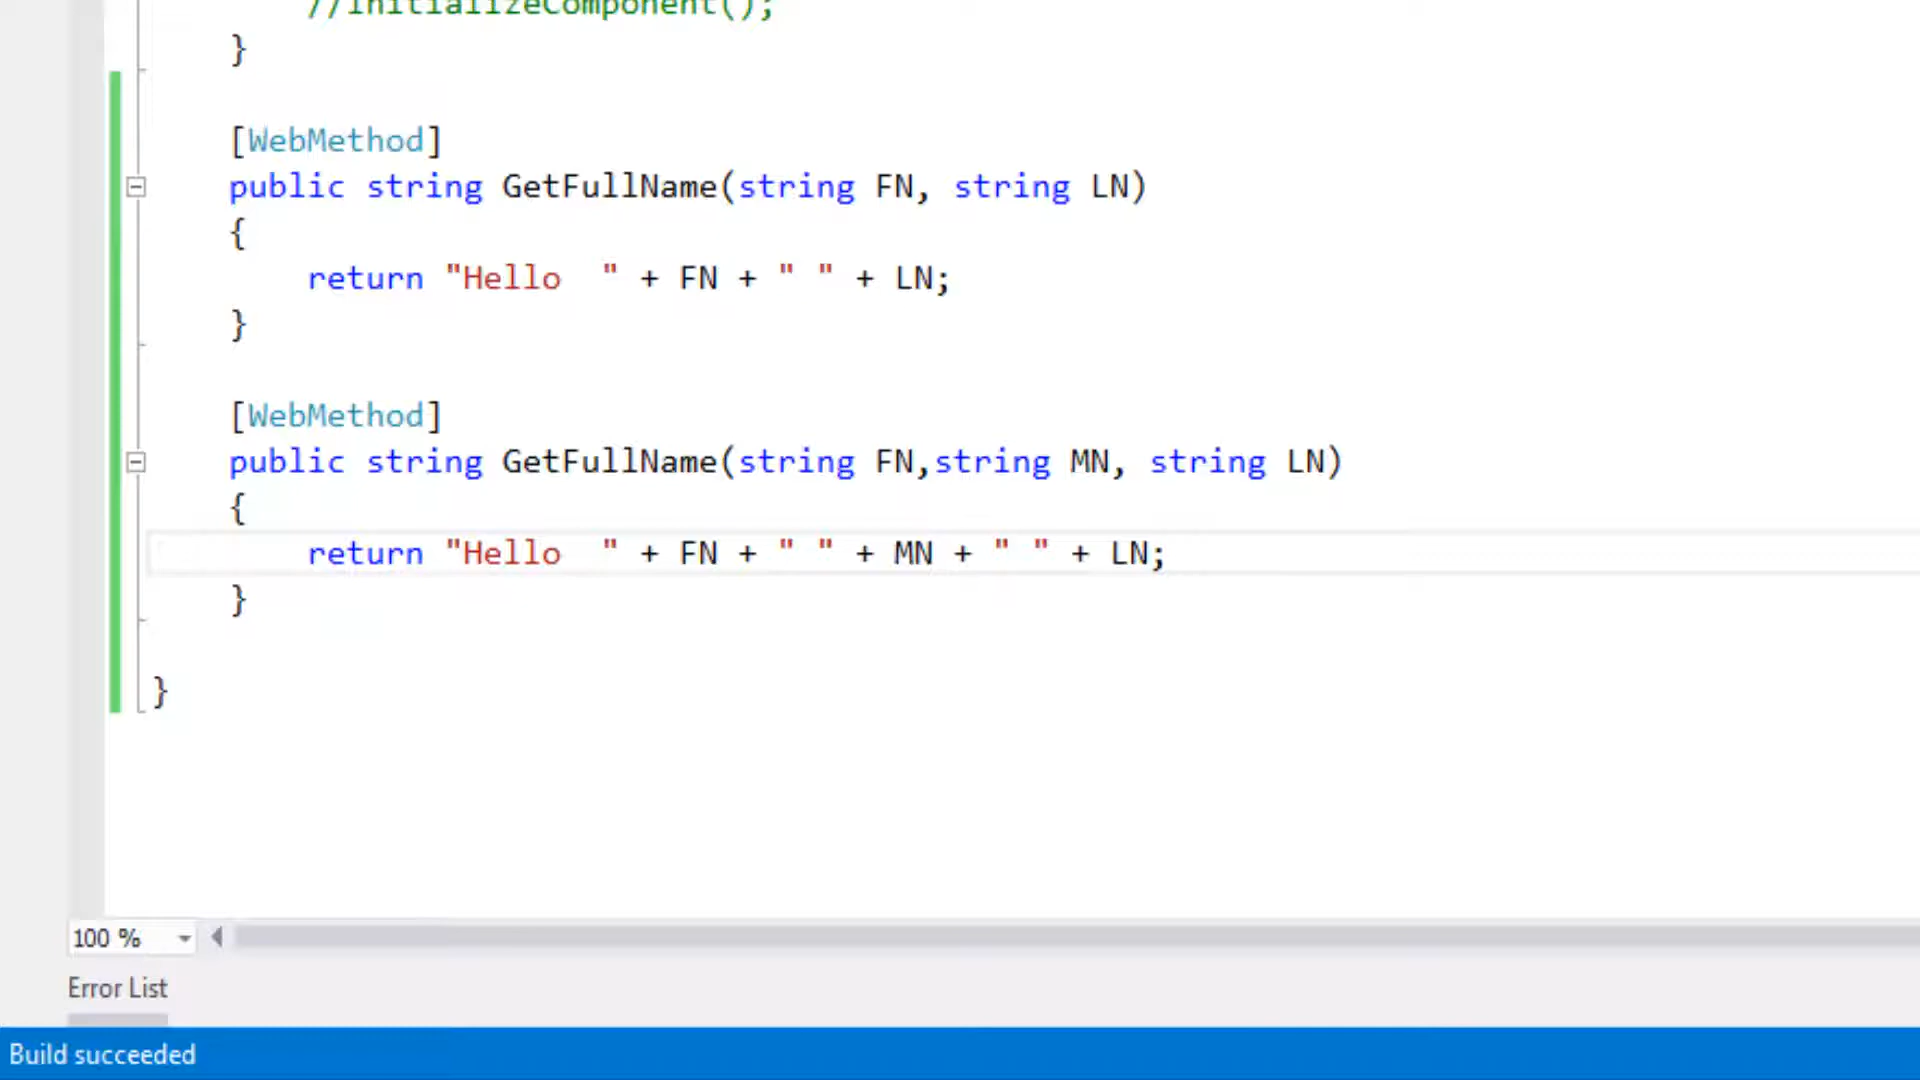 //InitializeComponent();
}
[WebMethod]
public string GetFullName(string FN, string LN)
{
return "Hello  " + FN + " " + LN;
}
[WebMethod]
public string GetFullName(string FN,string MN, string LN)
{
return "Hello  " + FN + " " + MN + " " + LN;
}
}
100 %
Error List
Build succeeded